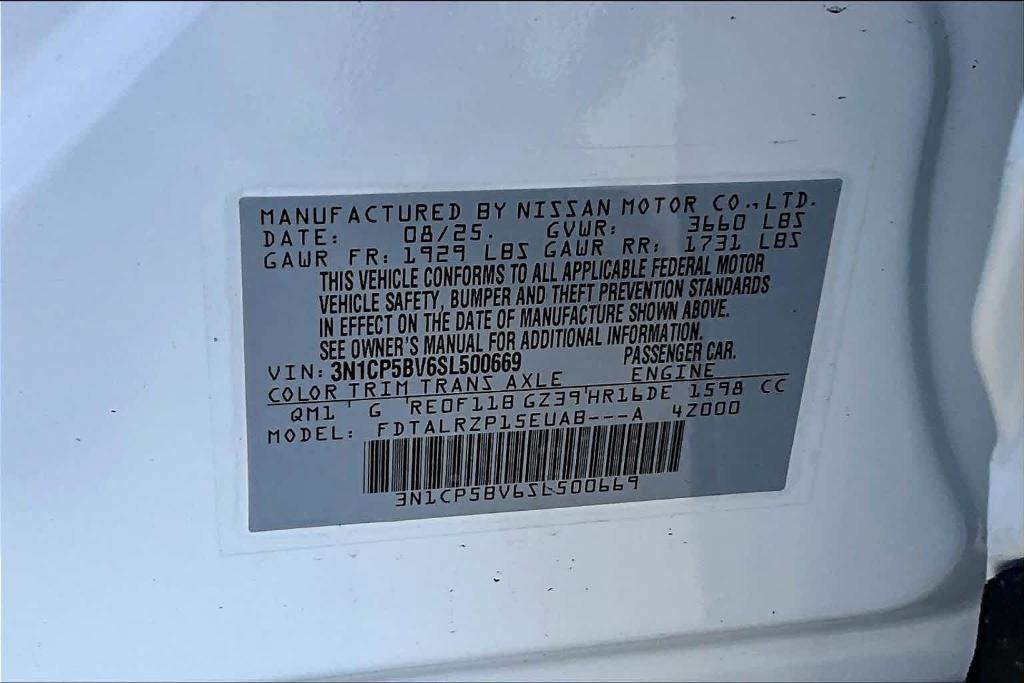 MANUFACTURED BY NISSAN MOTOR CO., LTD.
DATE: 08/25. GVWR: 3660 LBS
GAWR FR: 1929 LBS GAWR RR: 1731 LBS
THIS VEHICLE CONFORMS TO ALL APPLICABLE FEDERAL MOTOR
VEHICLE SAFETY, BUMPER AND THEFT PREVENTION STANDARDS
IN EFFECT ON THE DATE OF MANUFACTURE SHOWN ABOVE.
SEE OWNER'S MANUAL FOR ADDITIONAL INFORMATION.
VIN: 3N1CP5BV6SL500669 PASSENGER CAR.
COLOR TRIM TRANS AXLE ENGINE
QM1 G RE0F11B GZ39 HR16DE 1598 CC
MODEL: FDTALRZP15EUAB---A 4Z000
3N1CP5BV6SL500669